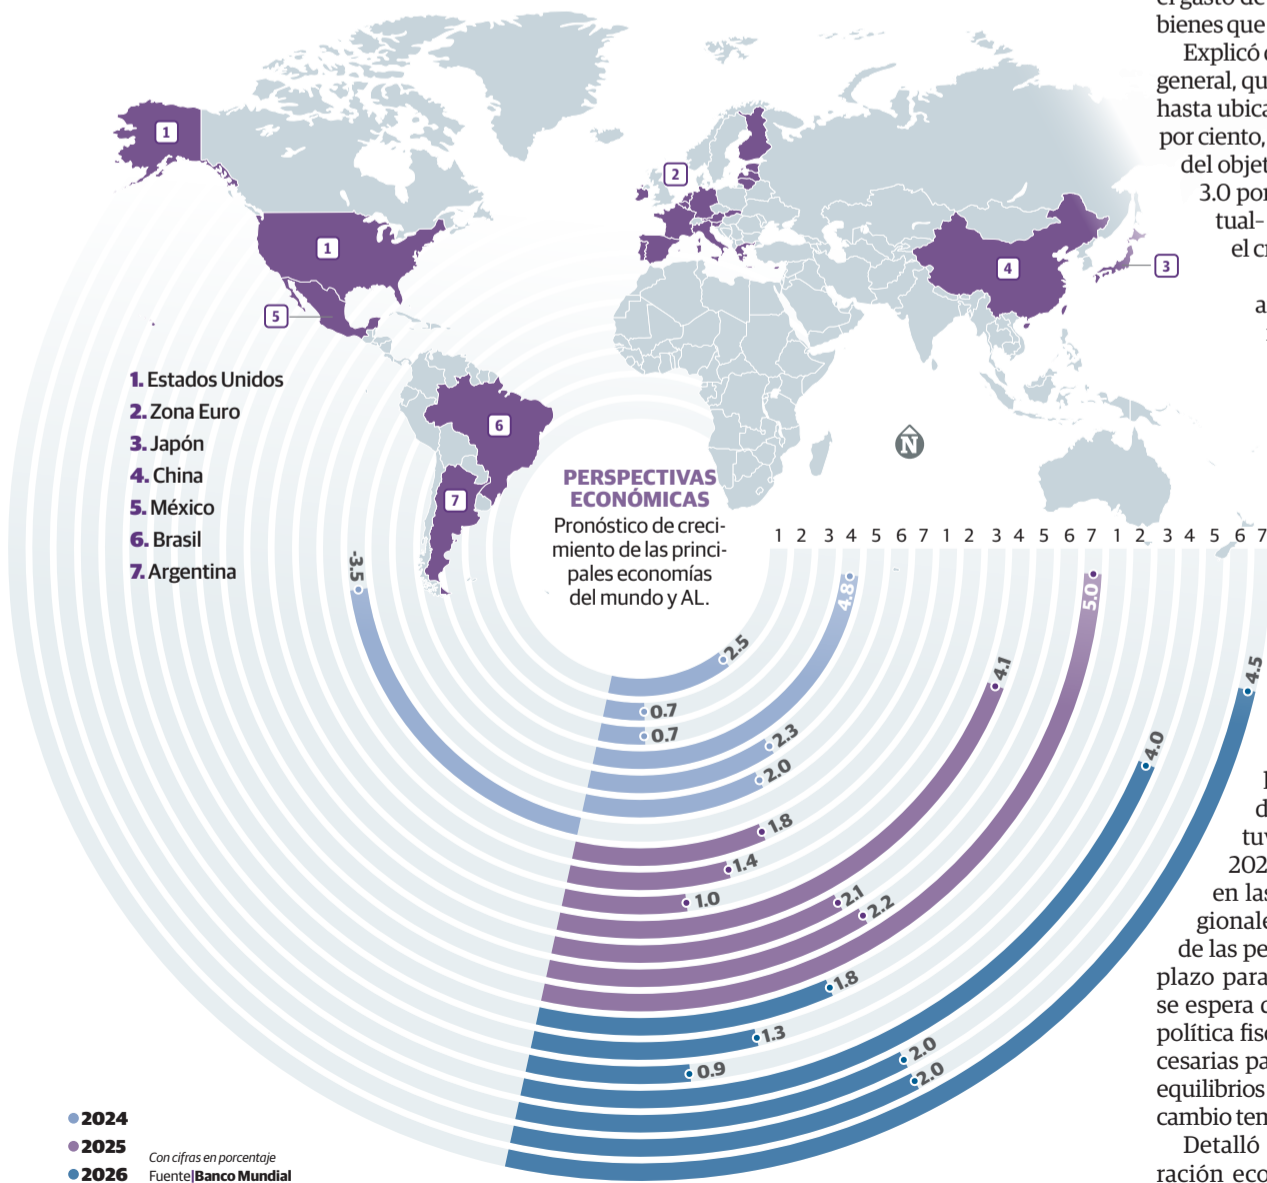 1
1
2
3
4
5
6
7
1. Estados Unidos
2. Zona Euro
3. Japón
4. China
5. México
6. Brasil
7. Argentina
N
PERSPECTIVAS
ECONÓMICAS
Pronóstico de creci-
miento de las princi-
pales economías
del mundo y AL.
1 2 3 4 5 6 7 1 2 3 4 5 6 7 1 2 3 4 5 6 7
-3.5
2.5
0.7
0.7
4.8
2.3
2.0
1.8
1.4
1.0
4.1
2.1
2.2
5.0
1.8
1.3
0.9
4.0
2.0
2.0
4.5
2024
2025
2026
Con cifras en porcentaje
Fuente|Banco Mundial
bienes que
Explicó
general, qu
hasta ubica
por ciento,
del objet
3.0 por
tual-
el cr
a
d
tuv
202
en las
gionale
de las pe
plazo para
se espera
política fisc
cesarias pa
equilibrios
cambio ten
Detalló
ración eco